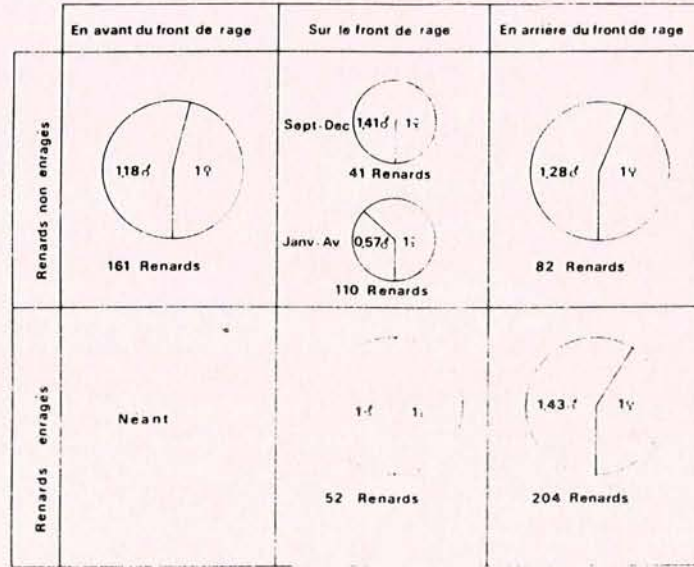 En avant du front de rage
Sur le front de rage
En arrière du front de rage
Renards non enragés
1,18♂ 1♀
161 Renards
Sept-Dec 1,41♂ 1♀
41 Renards
Janv-Av 0,57♂ 1♀
110 Renards
1,28♂ 1♀
82 Renards
Renards enragés
Néant
1♂ 1♀
52 Renards
1,43♂ 1♀
204 Renards